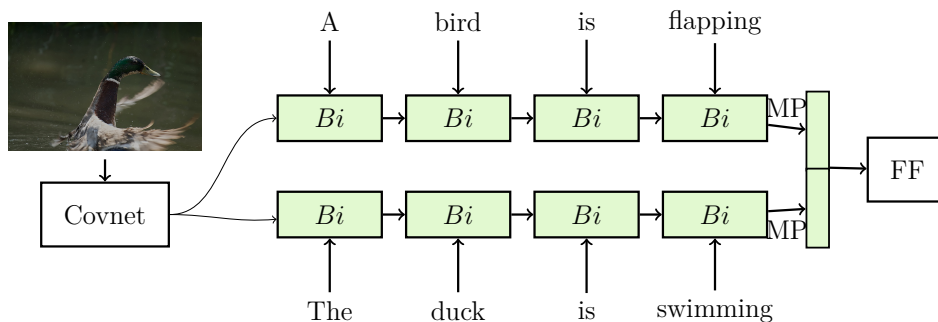 A bird is flapping
Bi Bi Bi Bi MP
Covnet FF
Bi Bi Bi Bi MP
The duck is swimming